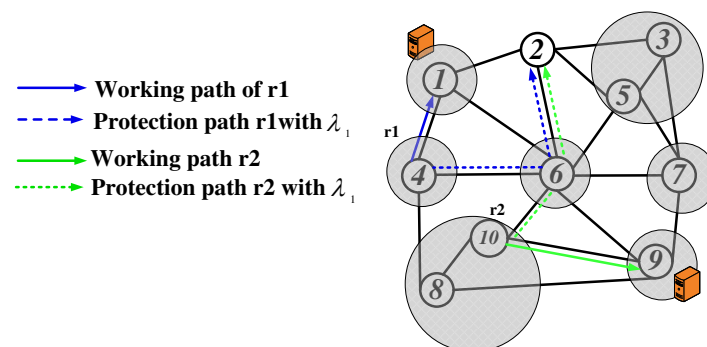 Working path of r1
Protection path r1with λ1
Working path r2
Protection path r2 with λ1
2
3
1
5
r1
4
6
7
r2
10
9
8